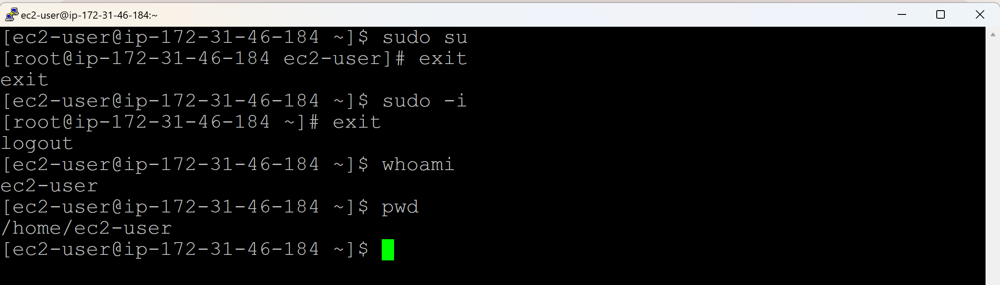 ec2-user@ip-172-31-46-184:~
[ec2-user@ip-172-31-46-184 ~]$ sudo su
[root@ip-172-31-46-184 ec2-user]# exit
exit
[ec2-user@ip-172-31-46-184 ~]$ sudo -i
[root@ip-172-31-46-184 ~]# exit
logout
[ec2-user@ip-172-31-46-184 ~]$ whoami
ec2-user
[ec2-user@ip-172-31-46-184 ~]$ pwd
/home/ec2-user
[ec2-user@ip-172-31-46-184 ~]$